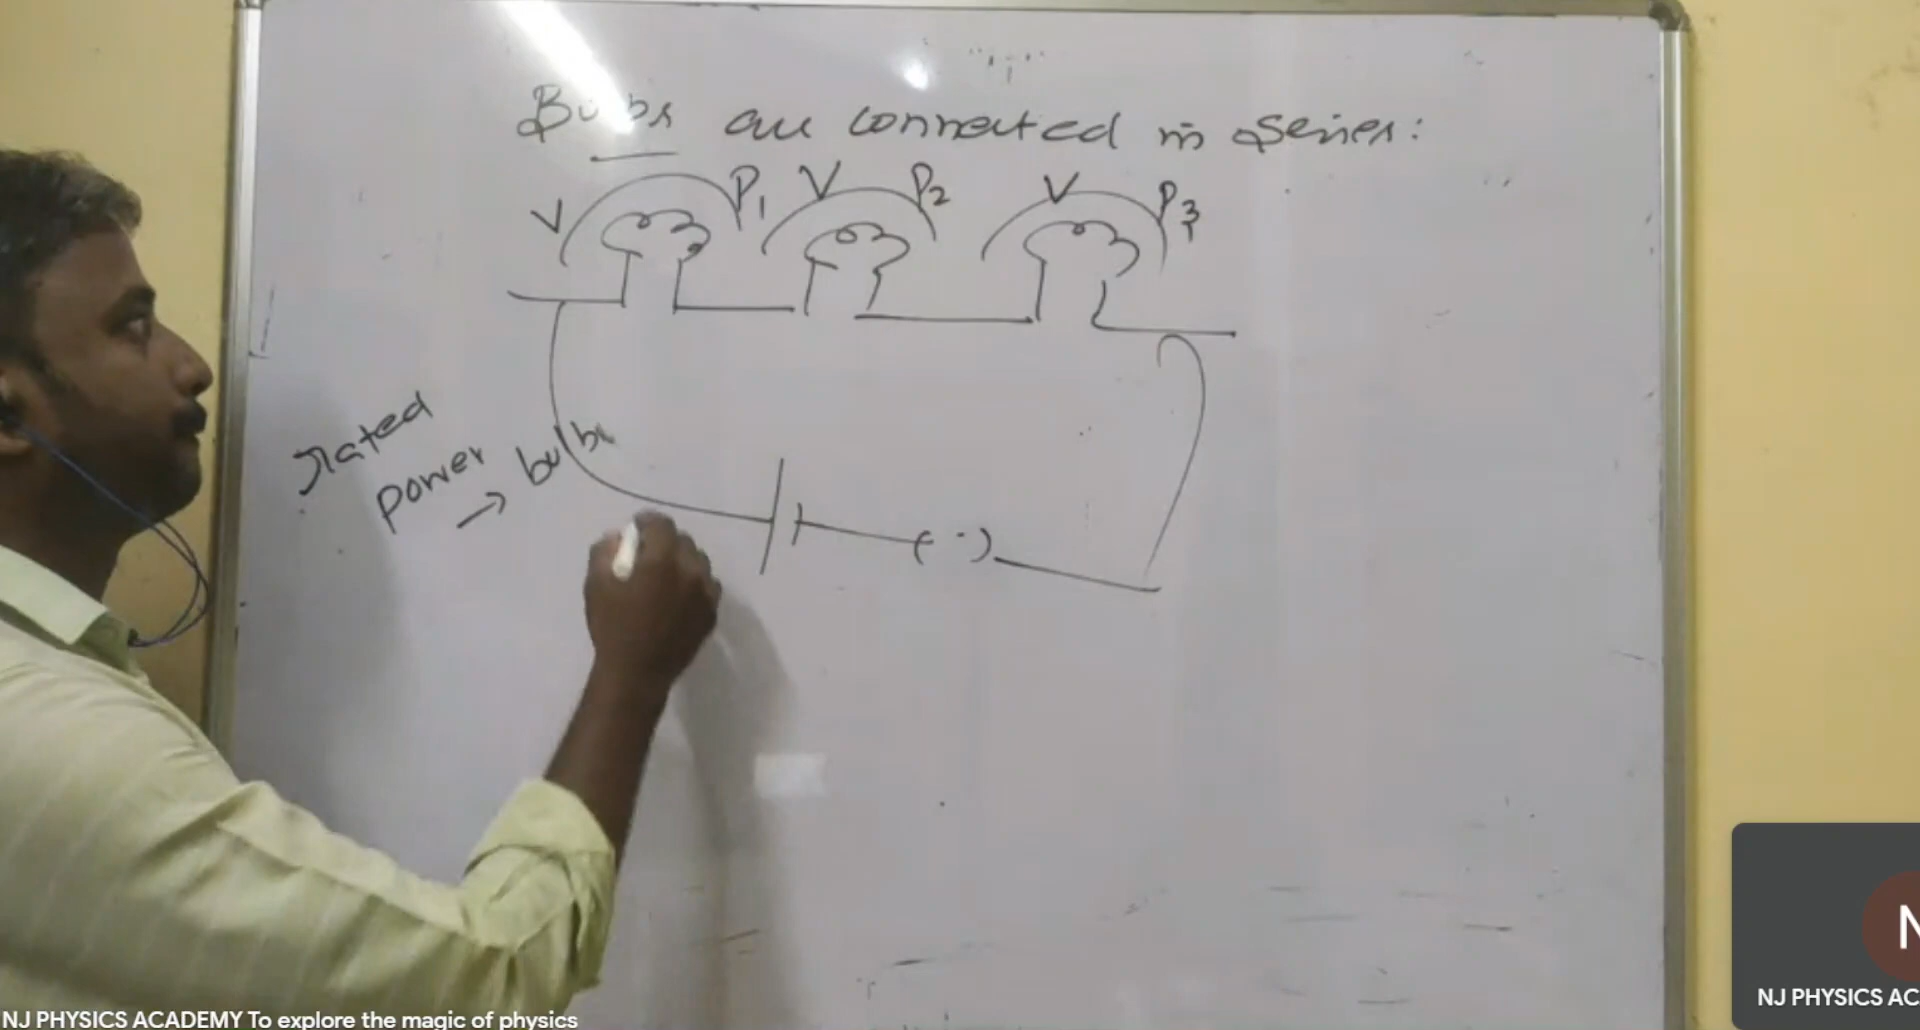 Bulbs are connected in series:
V P1 V P2 V P3
rated
power
→ bulbs
( · )
N
NJ PHYSICS AC
NJ PHYSICS ACADEMY To explore the magic of physics